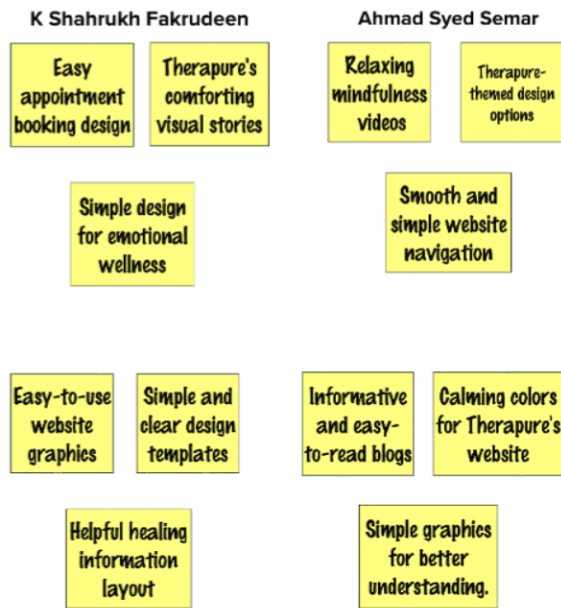 K Shahrukh Fakrudeen
Easy
appointment
booking design
Therapure's
comforting
visual stories
Simple design
for emotional
wellness
Easy-to-use
website
graphics
Simple and
clear design
templates
Helpful healing
information
layout
Ahmad Syed Semar
Relaxing
mindfulness
videos
Therapure-
themed design
options
Smooth and
simple website
navigation
Informative
and easy-
to-read blogs
Calming colors
for Therapure's
website
Simple graphics
for better
understanding.